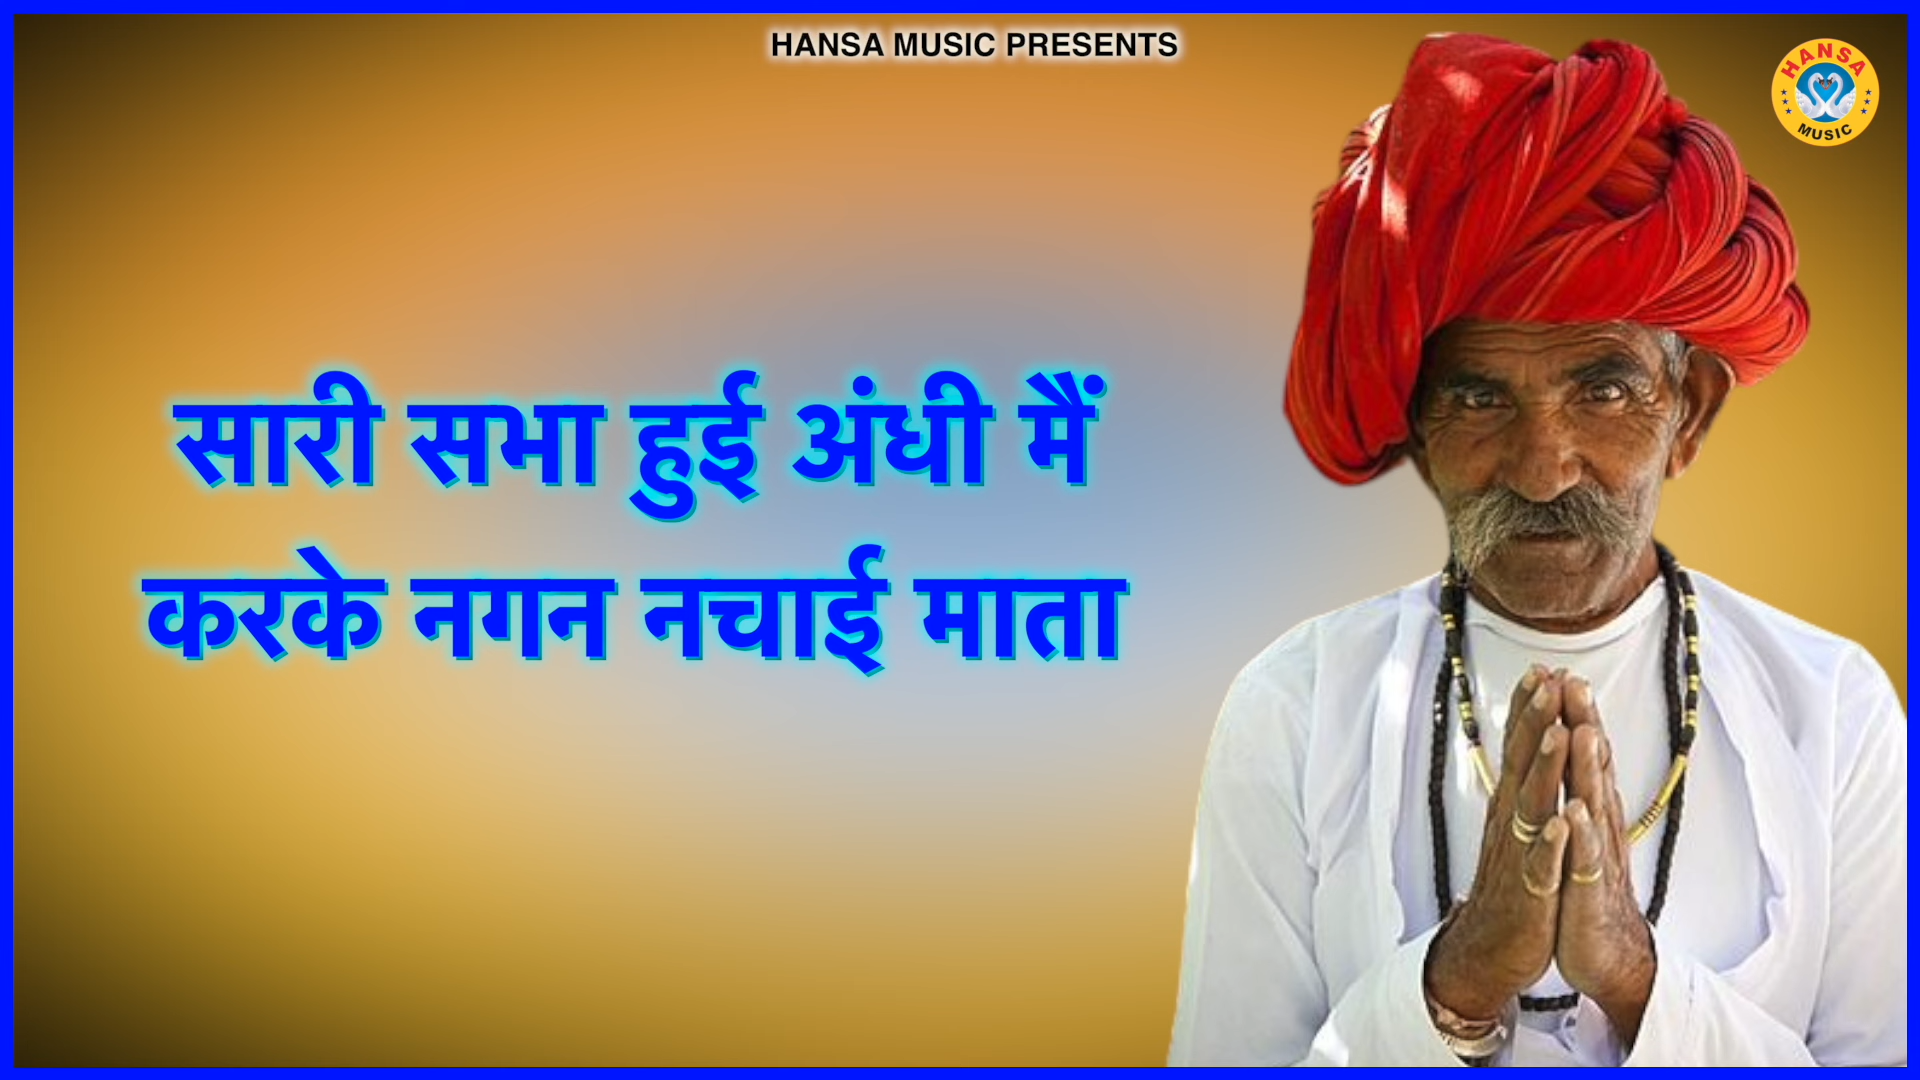 HANSA MUSIC PRESENTS
HANSA
MUSIC
सारी सभा हुई अंधी मैं
करके नगन नचाई माता